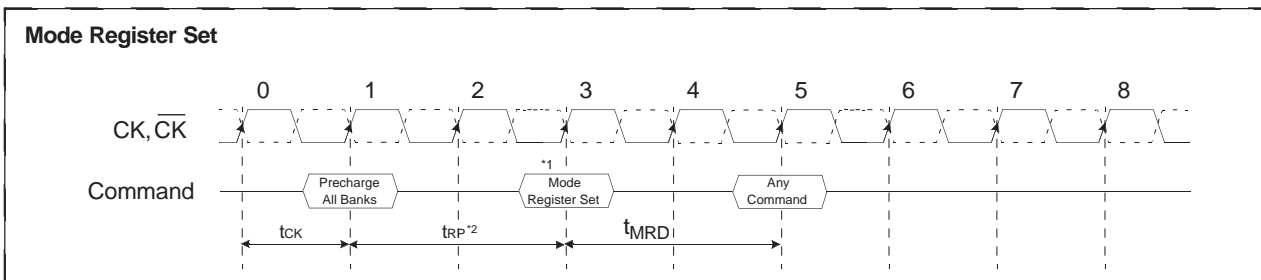 Mode Register Set
0 1 2 3 4 5 6 7 8
CK, C̅K̅
*1
Command
Precharge
All Banks
Mode
Register Set
Any
Command
tCK tRP*2 tMRD